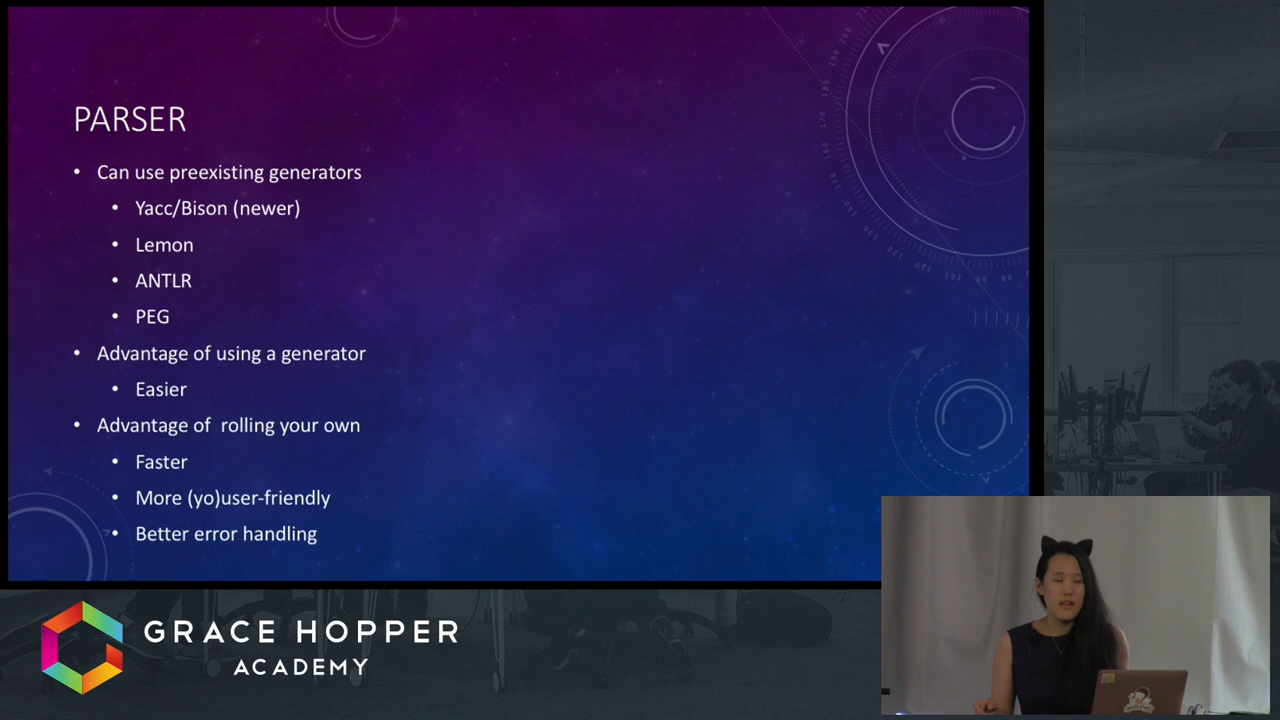 PARSER
• Can use preexisting generators
• Yacc/Bison (newer)
• Lemon
• ANTLR
• PEG
• Advantage of using a generator
• Easier
• Advantage of  rolling your own
• Faster
• More (yo)user-friendly
• Better error handling
GRACE HOPPER
ACADEMY